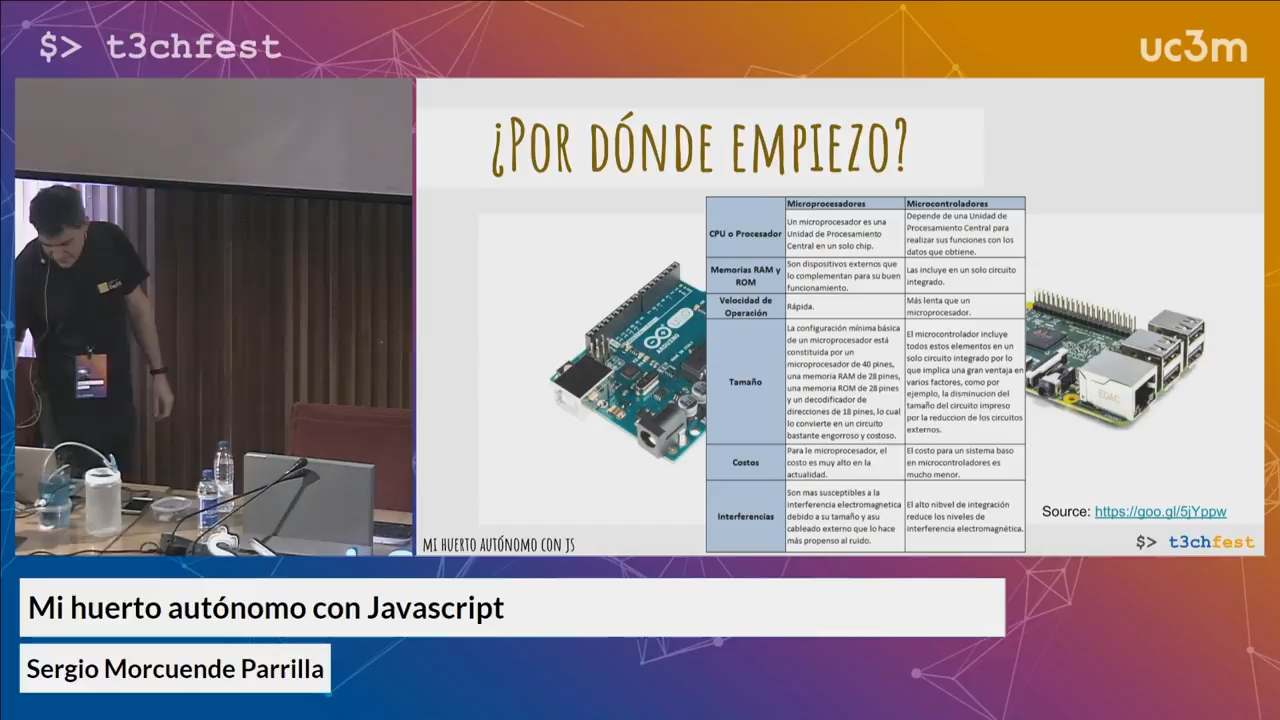 $> t3chfest
uc3m
¿POR DÓNDE EMPIEZO?
Microprocesadores
Microcontroladores
CPU o Procesador
Un microprocesador es una
Unidad de Procesamiento
Central en un solo chip.
Depende de una Unidad de
Procesamiento Central para
realizar sus funciones con los
datos que obtiene.
Memorias RAM y
ROM
Son dispositivos externos que
lo complementan para su buen
funcionamiento.
Las incluye en un solo circuito
integrado.
Velocidad de
Operación
Rápida.
Más lenta que un
microprocesador.
Tamaño
La configuración mínima básica
de un microprocesador está
constituida por un
microprocesador de 40 pines,
una memoria RAM de 28 pines,
una memoria ROM de 28 pines
y un decodificador de
direcciones de 18 pines, lo cual
lo convierte en un circuito
bastante engorroso y costoso.
El microcontrolador incluye
todos estos elementos en un
solo circuito integrado por lo
que implica una gran ventaja en
varios factores, como por
ejemplo, la disminucion del
tamaño del circuito impreso
por la reduccion de los circuitos
externos.
Costos
Para le microprocesador, el
costo es muy alto en la
actualidad.
El costo para un sistema baso
en microcontroladores es
mucho menor.
Interferencias
Son mas susceptibles a la
interferencia electromagnetica
debido a su tamaño y asu
cableado externo que lo hace
más propenso al ruido.
El alto nibvel de integración
reduce los niveles de
interferencia electromagnética.
ARDUINO
Source: https://goo.gl/5jYppw
MI HUERTO AUTÓNOMO CON JS
$> t3chfest
Mi huerto autónomo con Javascript
Sergio Morcuende Parrilla